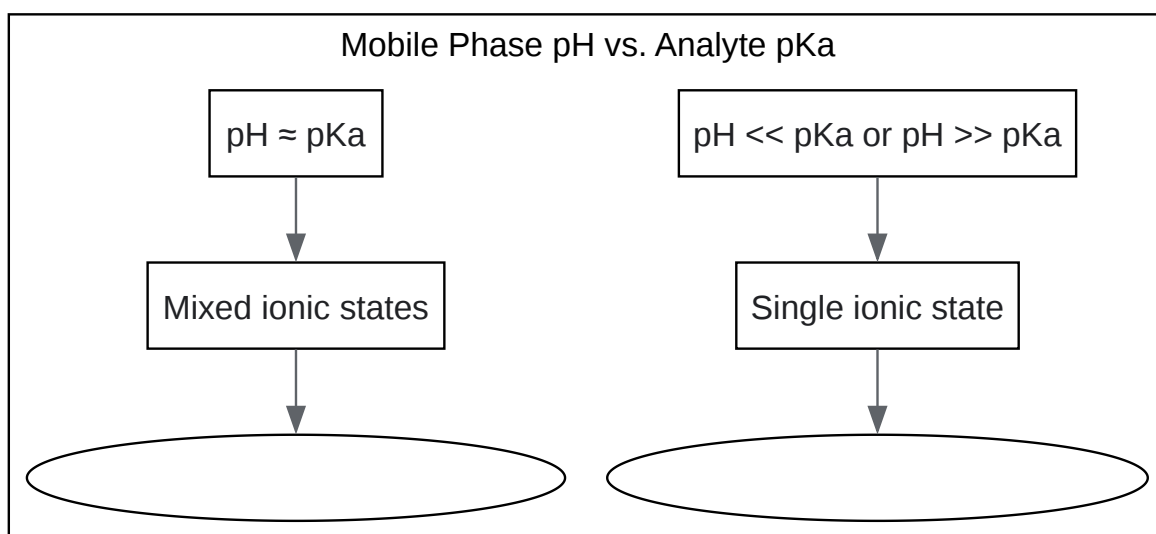 Mobile Phase pH vs. Analyte pKa
pH ≈ pKa
pH << pKa or pH >> pKa
Mixed ionic states
Single ionic state